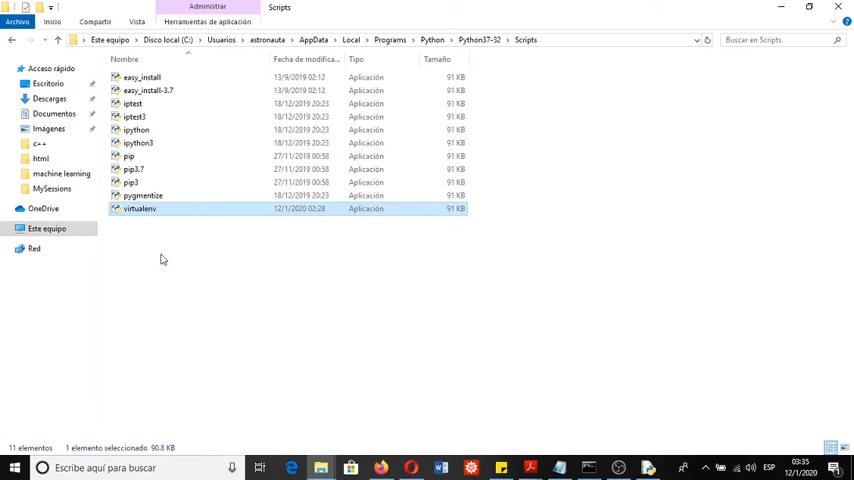 Administrar
Scripts
Archivo Inicio Compartir Vista Herramientas de aplicación
Este equipo Disco local (C:) Usuarios astronauta AppData Local Programs Python Python37-32 Scripts
Buscar en Scripts
Acceso rápido
Escritorio
Descargas
Documentos
Imágenes
c++
html
machine learning
MySessions
OneDrive
Este equipo
Red
Nombre Fecha de modifica... Tipo Tamaño
easy_install 13/9/2019 02:12 Aplicación 91 KB
easy_install-3.7 13/9/2019 02:12 Aplicación 91 KB
iptest 18/12/2019 20:23 Aplicación 91 KB
iptest3 18/12/2019 20:23 Aplicación 91 KB
ipython 18/12/2019 20:23 Aplicación 91 KB
ipython3 18/12/2019 20:23 Aplicación 91 KB
pip 27/11/2019 00:58 Aplicación 91 KB
pip3.7 27/11/2019 00:58 Aplicación 91 KB
pip3 27/11/2019 00:58 Aplicación 91 KB
pygmentize 18/12/2019 20:23 Aplicación 91 KB
virtualenv 12/1/2020 02:28 Aplicación 91 KB
11 elementos 1 elemento seleccionado 90.8 KB
Escribe aquí para buscar
ESP
03:35
12/1/2020